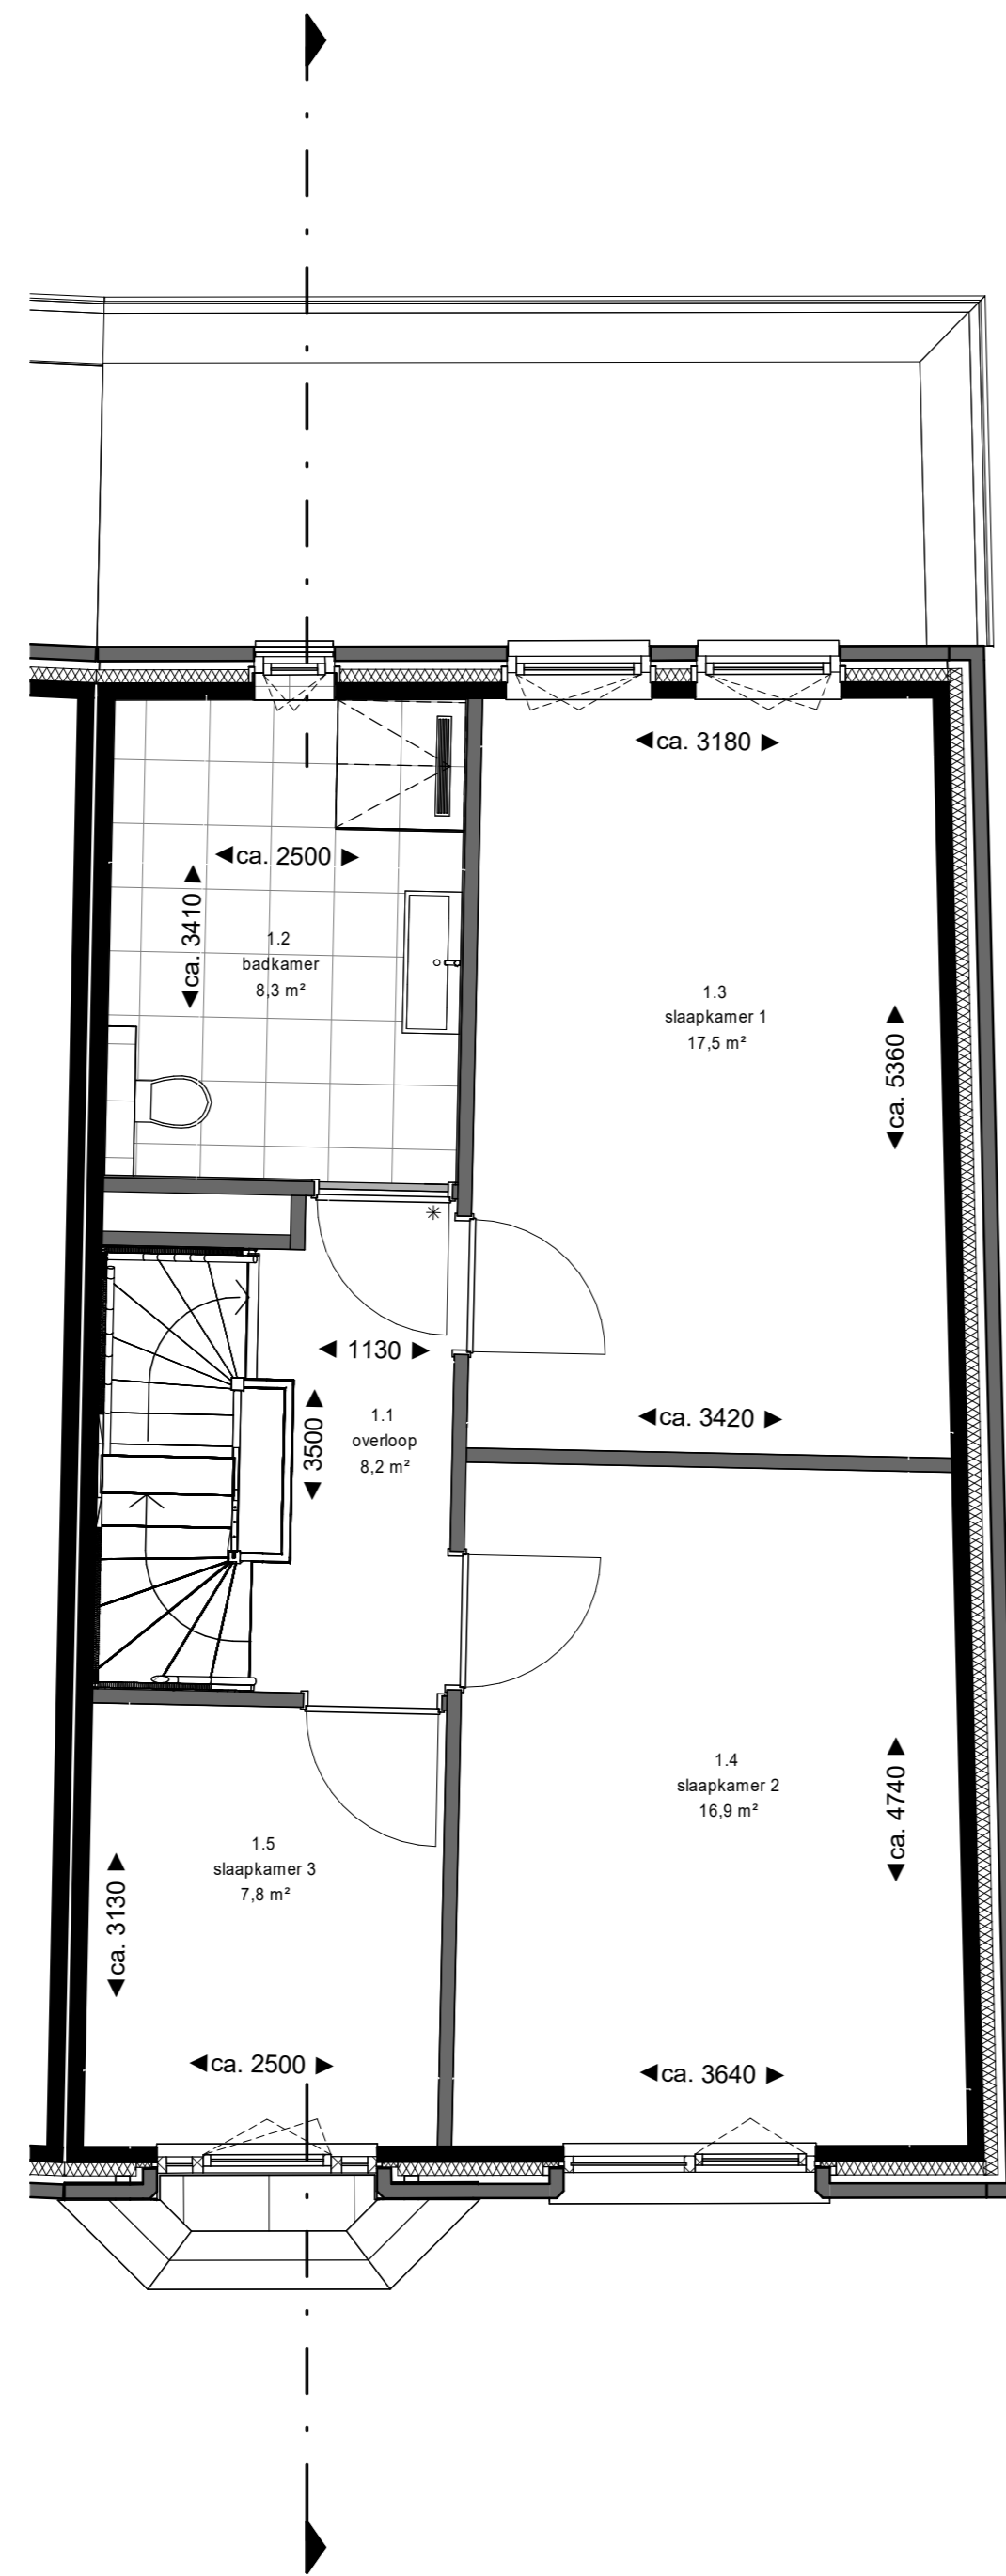 ca. 3180
ca. 2500
ca. 3410
1.2
badkamer
8,3 m²
1.3
slaapkamer 1
17,5 m²
ca. 5360
1130
3500
1.1
overloop
8,2 m²
ca. 3420
1.4
slaapkamer 2
16,9 m²
ca. 4740
1.5
slaapkamer 3
7,8 m²
ca. 3130
ca. 2500
ca. 3640